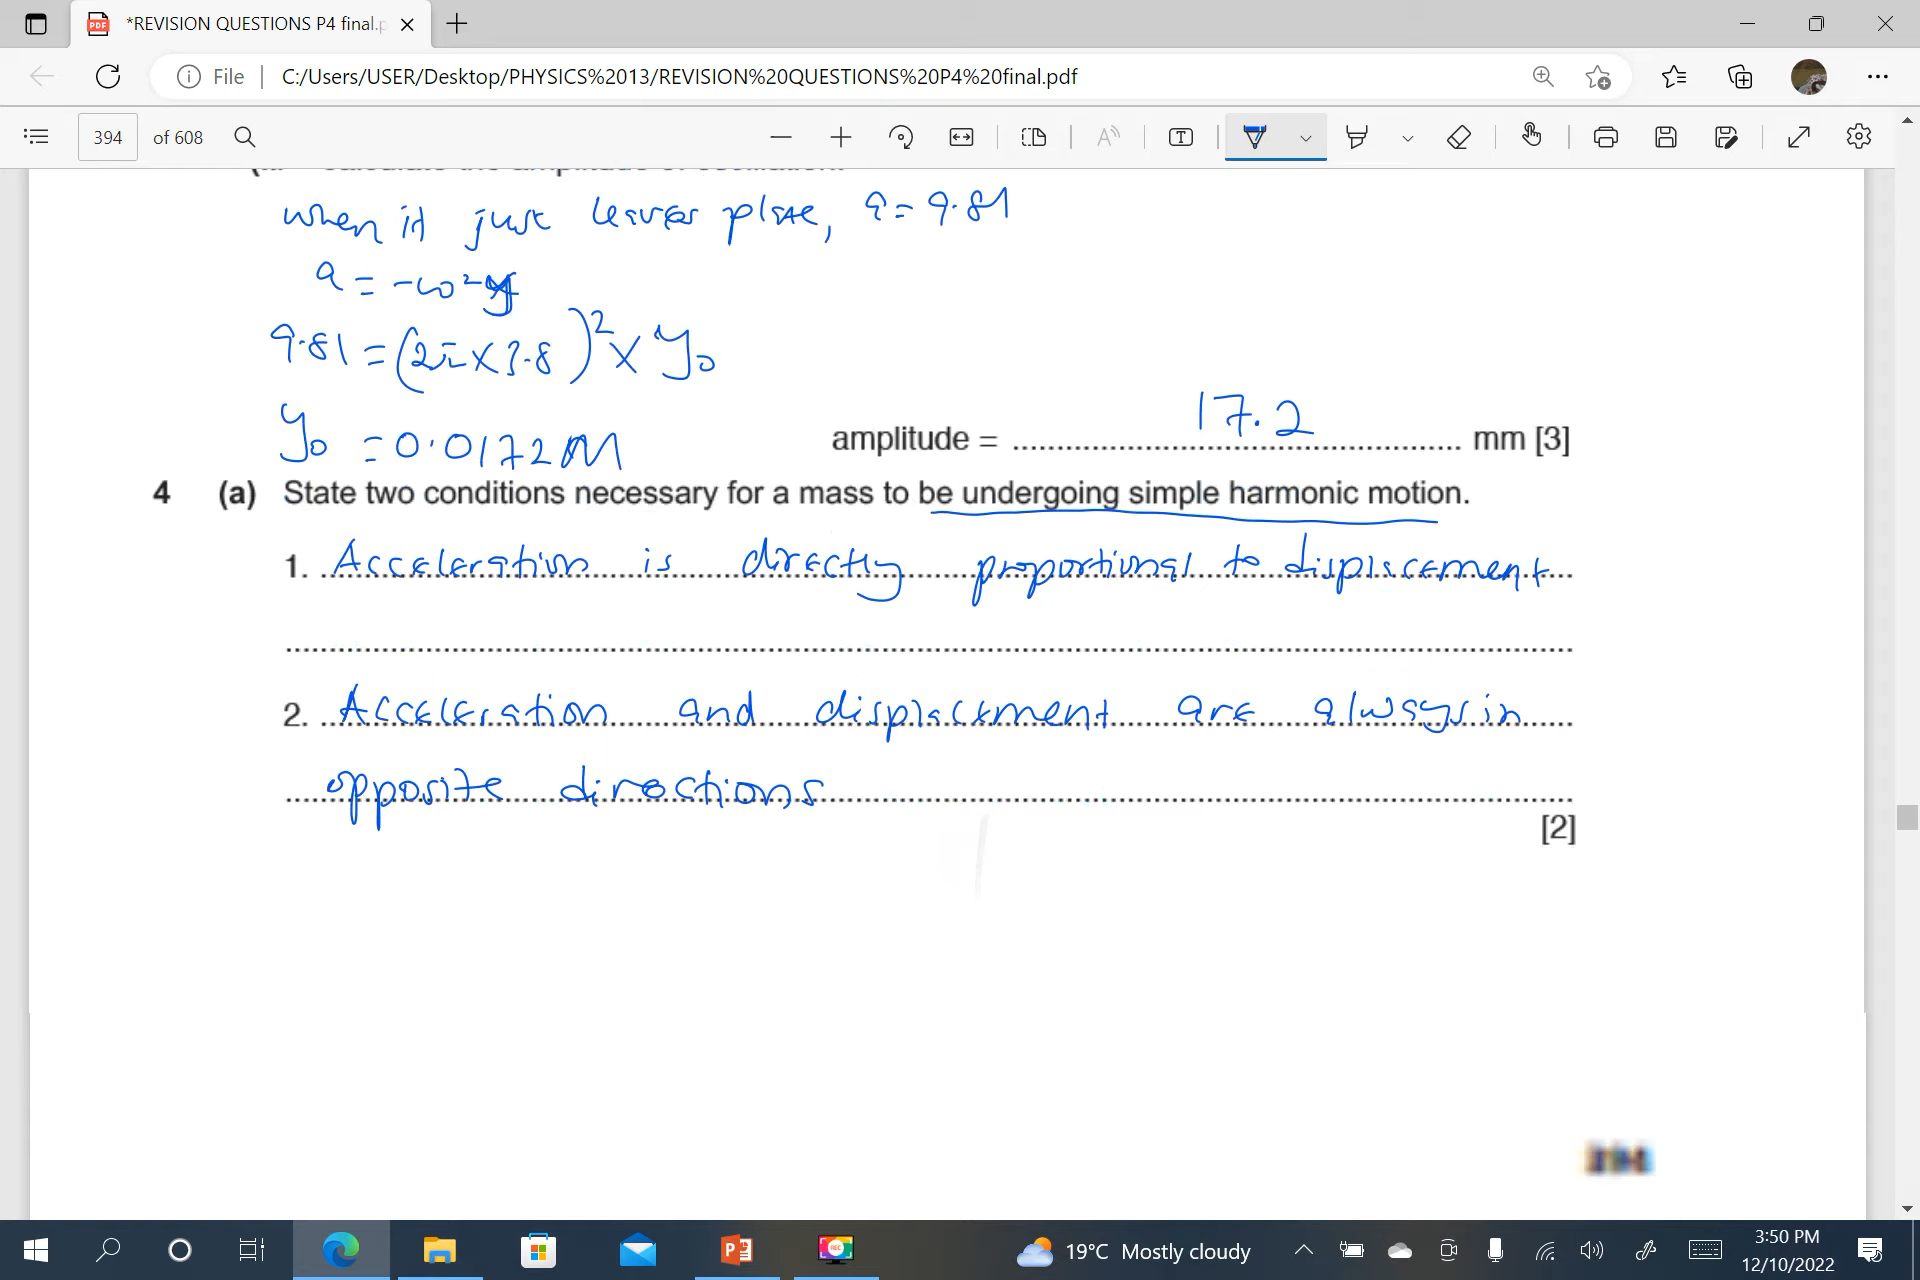 *REVISION QUESTIONS P4 final.p
File C:/Users/USER/Desktop/PHYSICS%2013/REVISION%20QUESTIONS%20P4%20final.pdf
394 of 608
when it just leaves plate, a = 9.81
a = -ω²y
9.81 = (2π × 3.8)² × y₀
y₀ = 0.0172 m
amplitude = 17.2 mm [3]
4 (a) State two conditions necessary for a mass to be undergoing simple harmonic motion.
1. Acceleration is directly proportional to displacement
2. Acceleration and displacement are always in
opposite directions
[2]
19°C Mostly cloudy
3:50 PM
12/10/2022